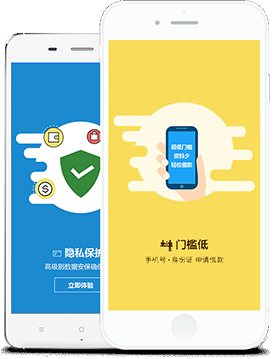 隐私保护
高级别数据安保确
立即体验
超低门槛
资料少
轻松借款
门槛低
手机号·身份证 申请借款